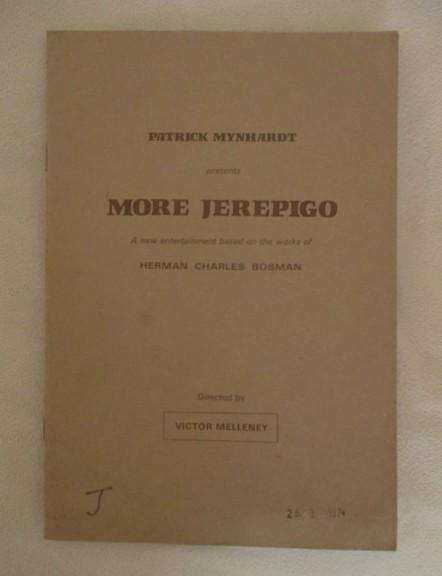 PATRICK MYNHARDT
presents
MORE JEREPIGO
A new entertainment based on the works of
HERMAN CHARLES BOSMAN
Directed by
VICTOR MELLENEY
J